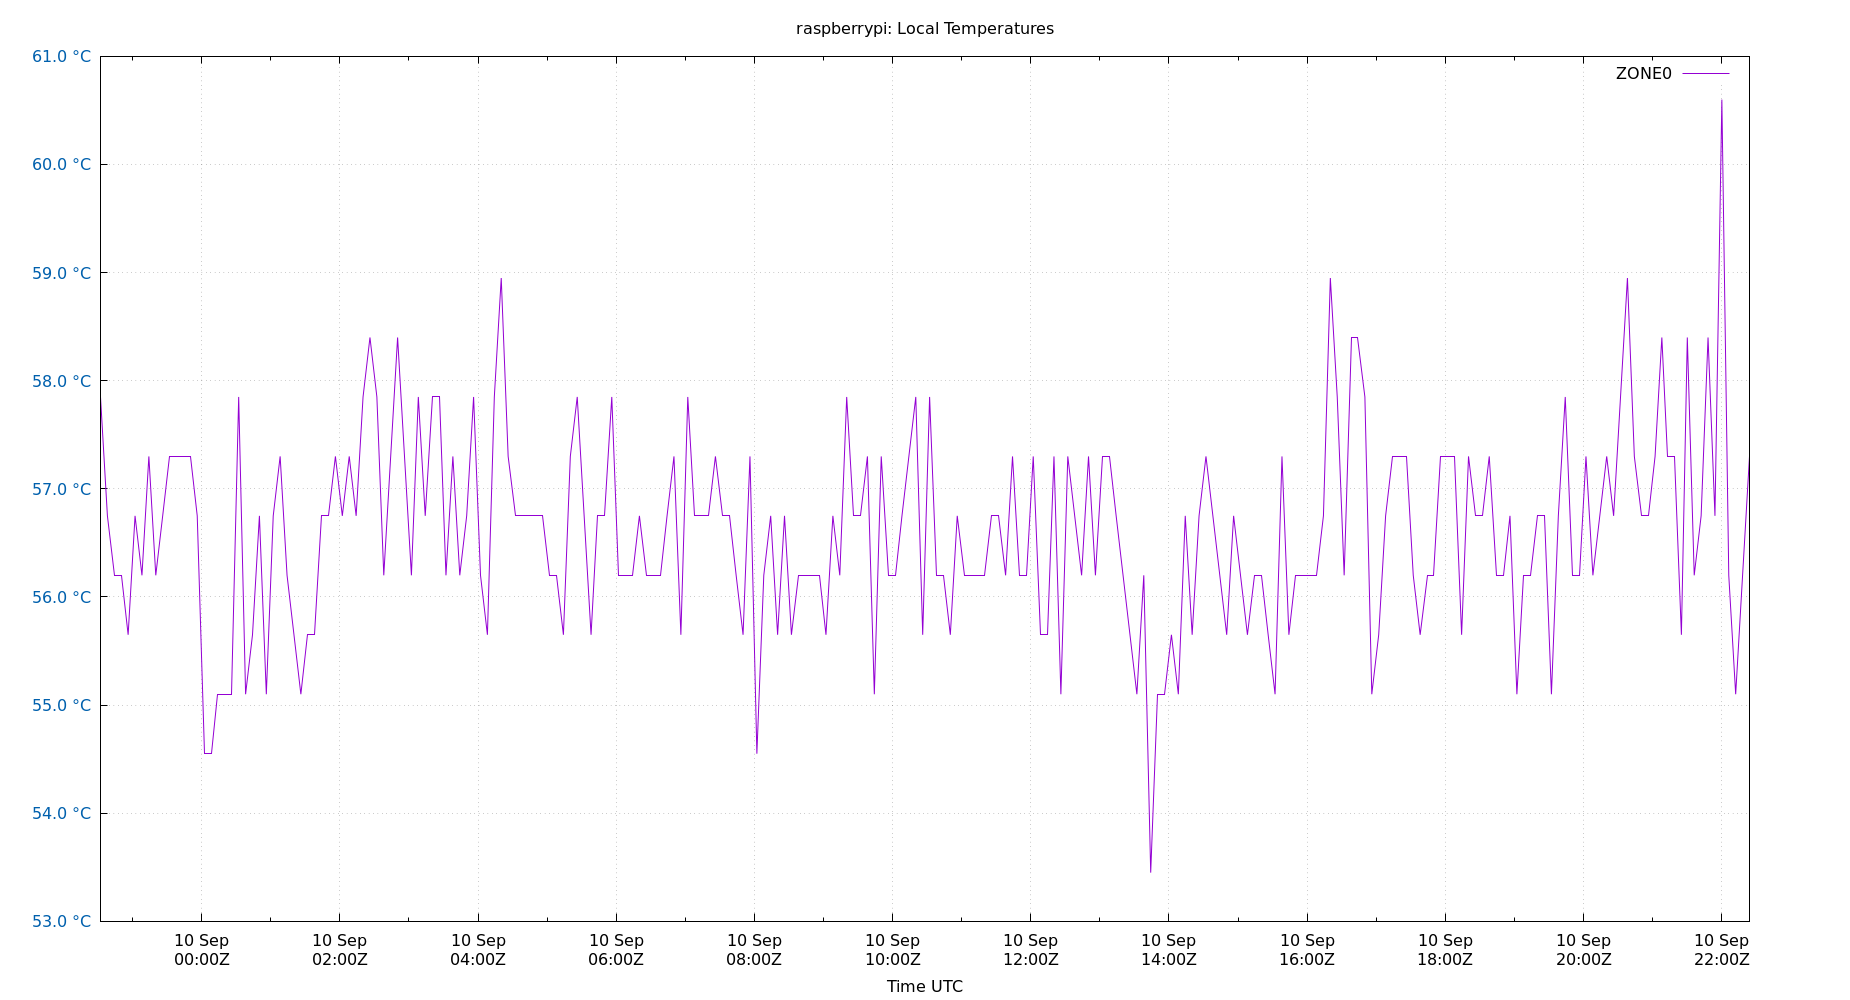 raspberrypi: Local Temperatures
61.0 °C
ZONE0
60.0 °C
59.0 °C
58.0 °C
57.0 °C
56.0 °C
55.0 °C
54.0 °C
53.0 °C
10 Sep 10 Sep 10 Sep 10 Sep 10 Sep 10 Sep 10 Sep 10 Sep 10 Sep 10 Sep 10 Sep 10 Sep
00:00Z 02:00Z 04:00Z 06:00Z 08:00Z 10:00Z 12:00Z 14:00Z 16:00Z 18:00Z 20:00Z 22:00Z
Time UTC